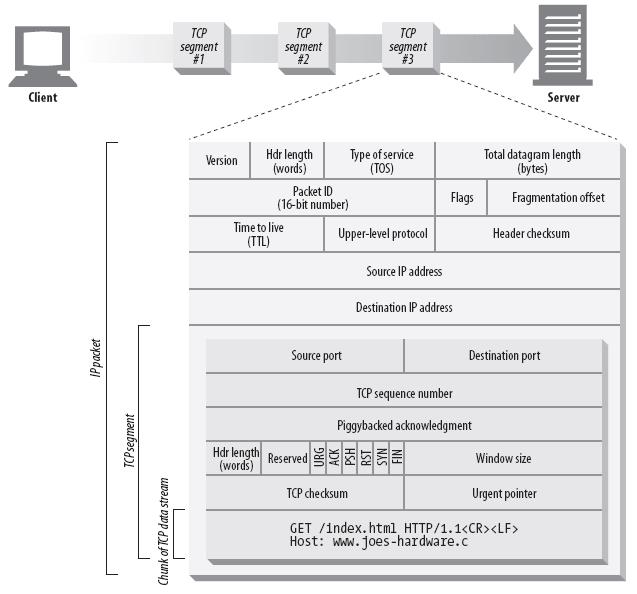 TCP
segment
#1
TCP
segment
#2
TCP
segment
#3
Client
Server
Version
Hdr length
(words)
Type of service
(TOS)
Total datagram length
(bytes)
Packet ID
(16-bit number)
Flags
Fragmentation offset
Time to live
(TTL)
Upper-level protocol
Header checksum
Source IP address
Destination IP address
IP packet
TCP segment
Chunk of TCP data stream
Source port
Destination port
TCP sequence number
Piggybacked acknowledgment
Hdr length
(words)
Reserved
URG
ACK
PSH
RST
SYN
FIN
Window size
TCP checksum
Urgent pointer
GET /index.html HTTP/1.1<CR><LF>
Host: www.joes-hardware.c